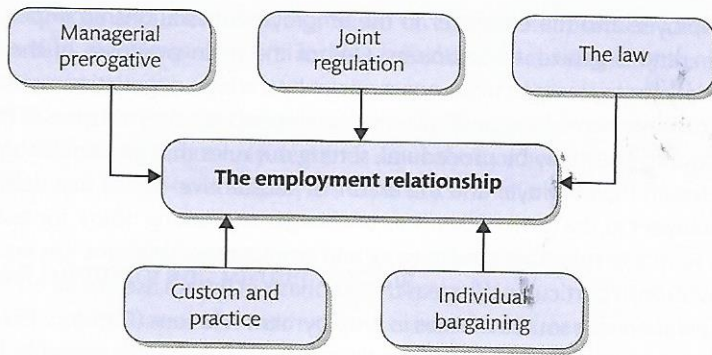 Managerial
prerogative
Joint
regulation
The law
The employment relationship
Custom and
practice
Individual
bargaining